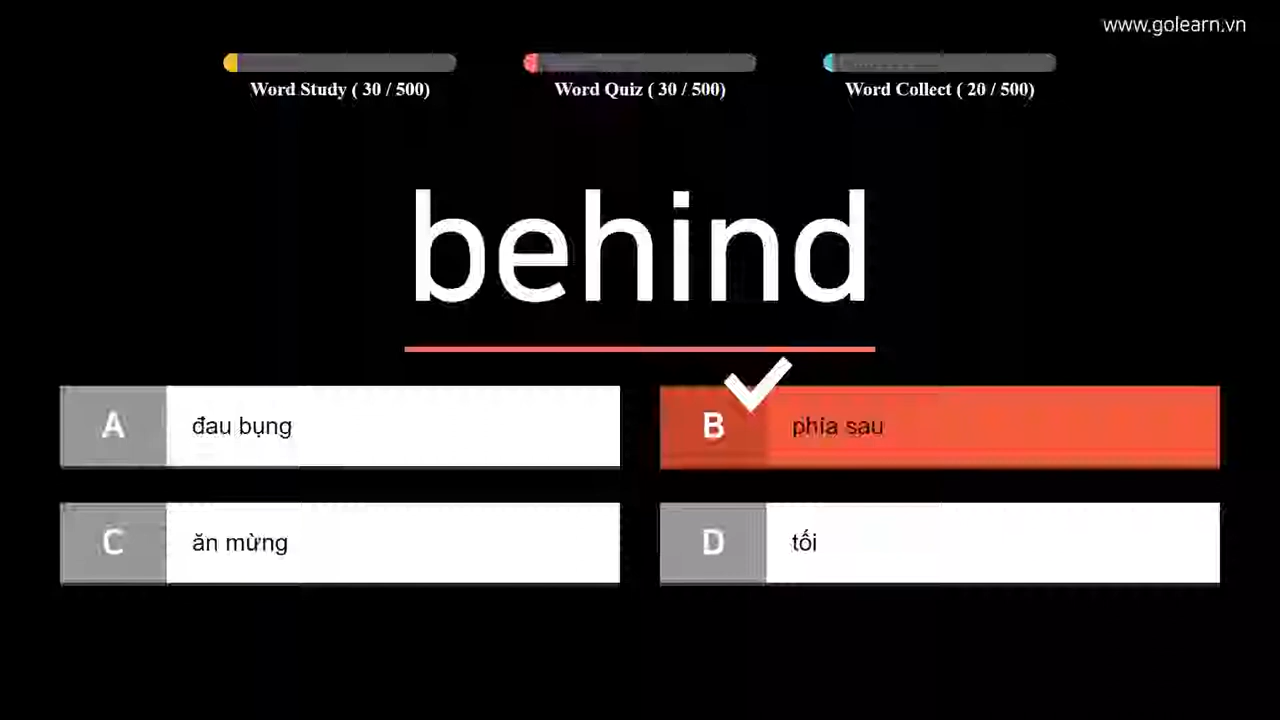 www.golearn.vn
Word Study ( 30 / 500)
Word Quiz ( 30 / 500)
Word Collect ( 20 / 500)
behind
A
đau bụng
B
phía sau
C
ăn mừng
D
tối